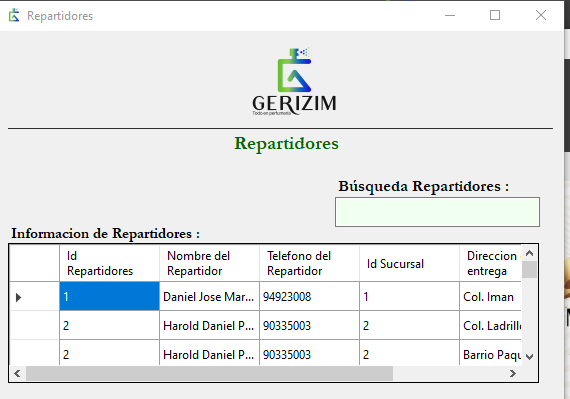 Repartidores
GERIZIM
Todo en perfumería
Repartidores
Búsqueda Repartidores :
Informacion de Repartidores :
Id Repartidores
Nombre del Repartidor
Telefono del Repartidor
Id Sucursal
Direccion entrega
1 Daniel Jose Mar... 94923008 1 Col. Iman
2 Harold Daniel P... 90335003 2 Col. Ladrill
2 Harold Daniel P... 90335003 2 Barrio Paqu